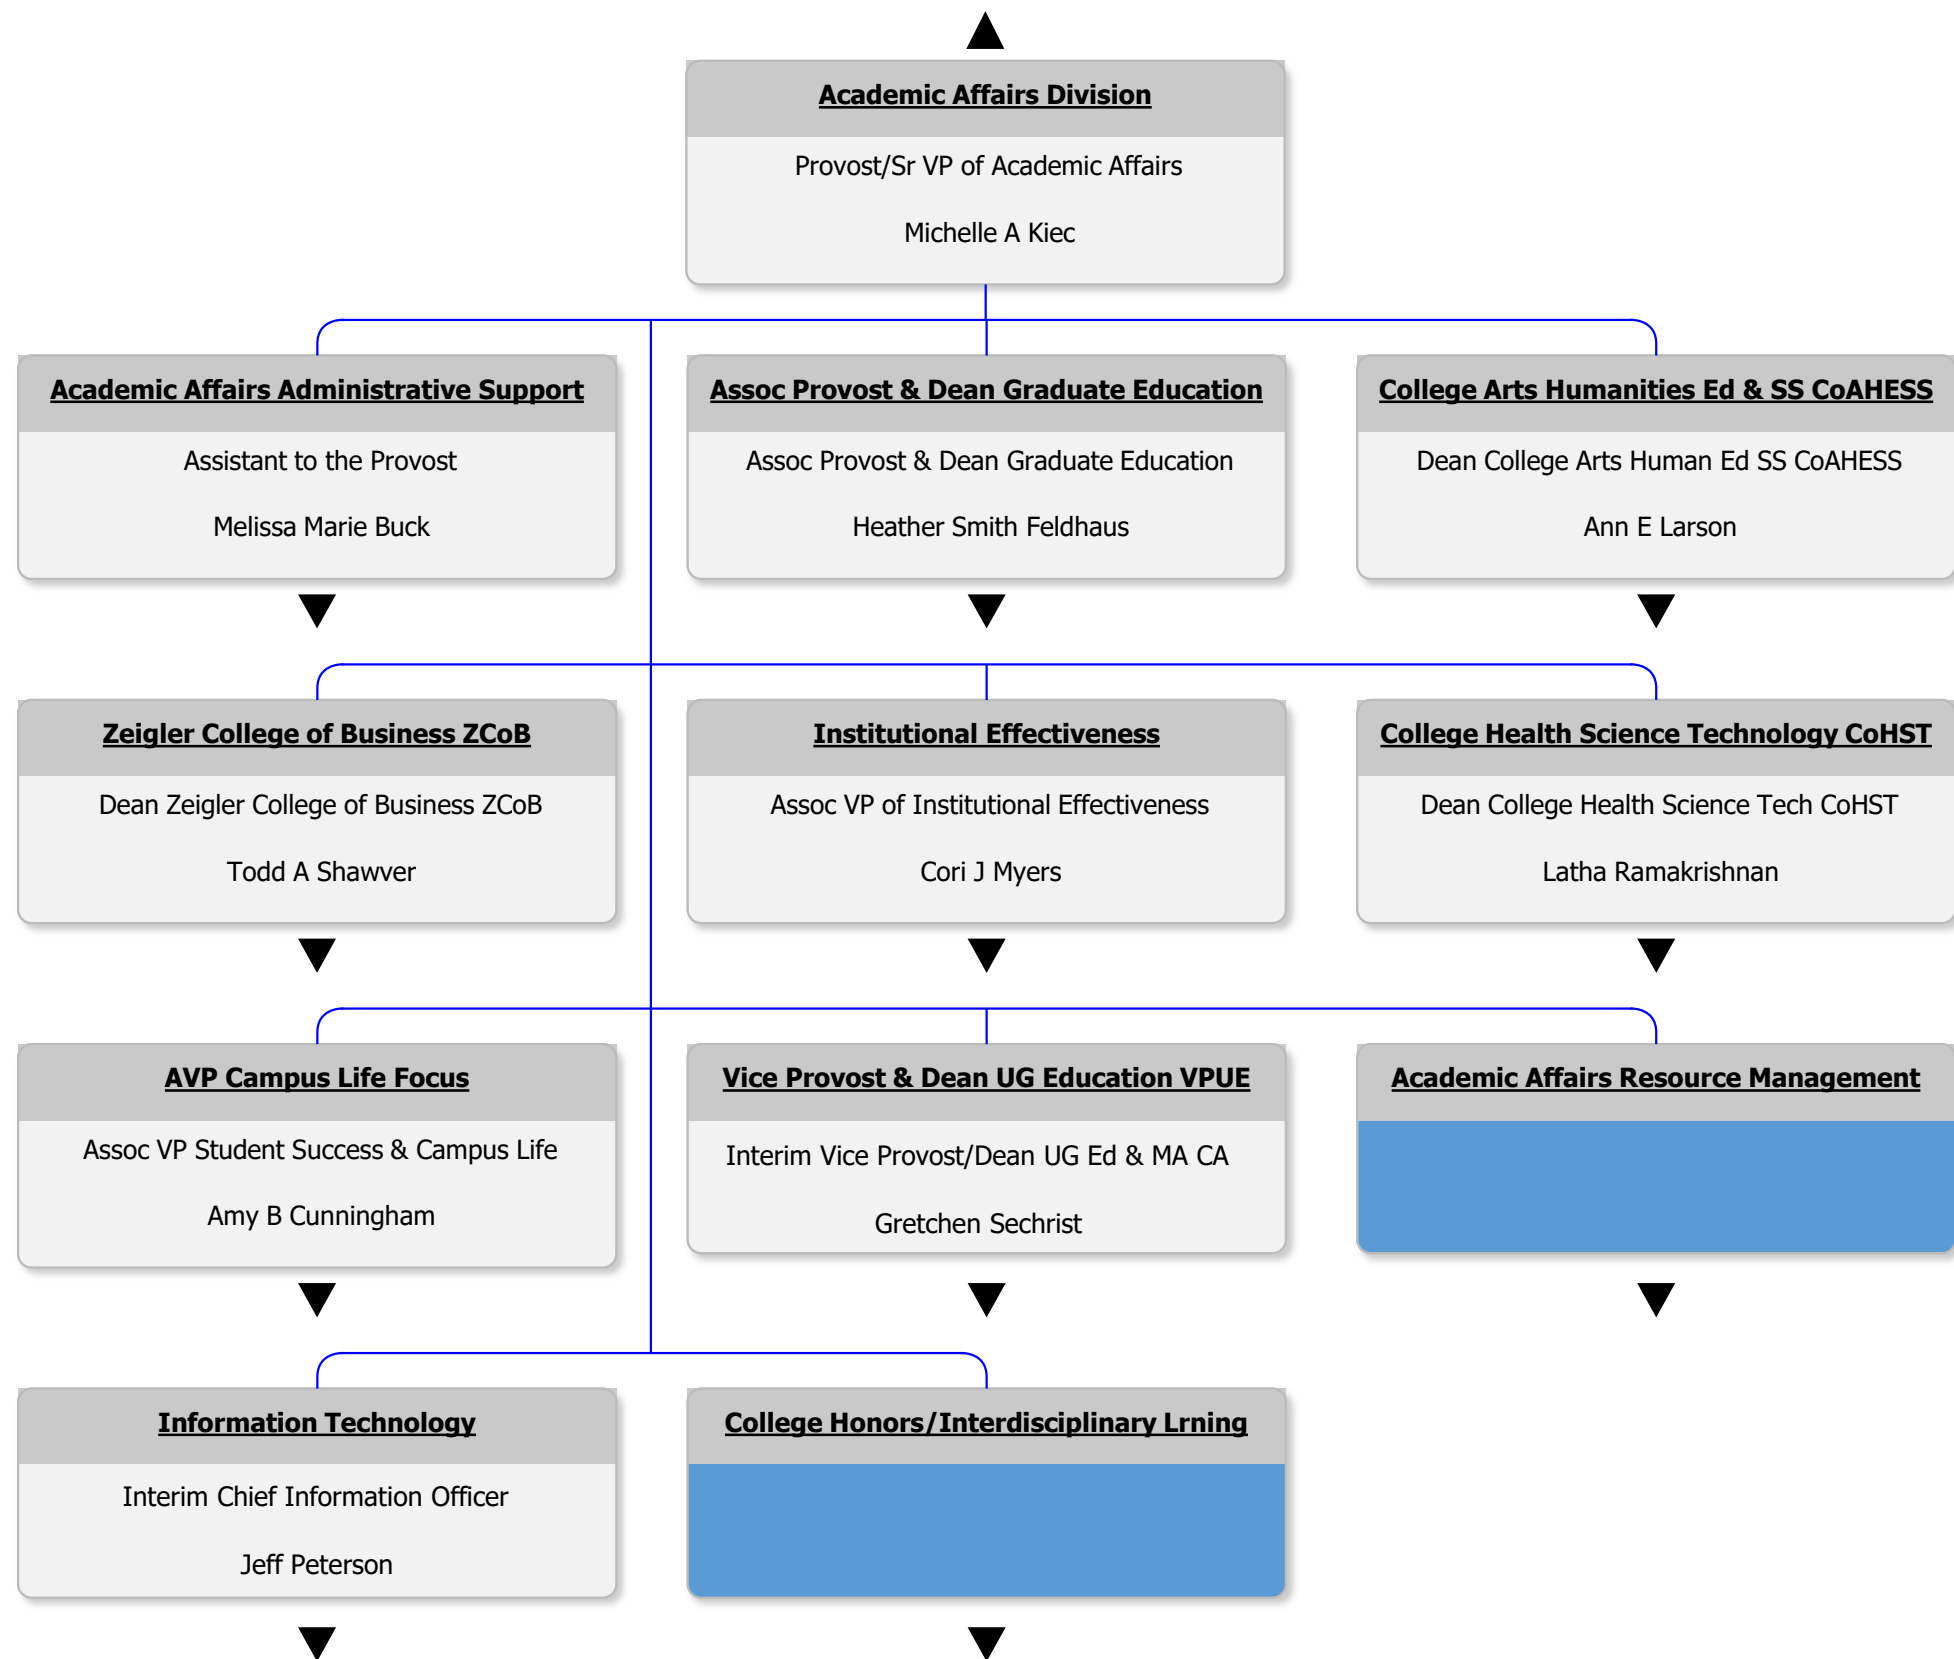 Academic Affairs Division
Provost/Sr VP of Academic Affairs
Michelle A Kiec
Academic Affairs Administrative Support
Assistant to the Provost
Melissa Marie Buck
Assoc Provost & Dean Graduate Education
Assoc Provost & Dean Graduate Education
Heather Smith Feldhaus
College Arts Humanities Ed & SS CoAHESS
Dean College Arts Human Ed SS CoAHESS
Ann E Larson
Zeigler College of Business ZCoB
Dean Zeigler College of Business ZCoB
Todd A Shawver
Institutional Effectiveness
Assoc VP of Institutional Effectiveness
Cori J Myers
College Health Science Technology CoHST
Dean College Health Science Tech CoHST
Latha Ramakrishnan
AVP Campus Life Focus
Assoc VP Student Success & Campus Life
Amy B Cunningham
Vice Provost & Dean UG Education VPUE
Interim Vice Provost/Dean UG Ed & MA CA
Gretchen Sechrist
Academic Affairs Resource Management
Information Technology
Interim Chief Information Officer
Jeff Peterson
College Honors/Interdisciplinary Lrning